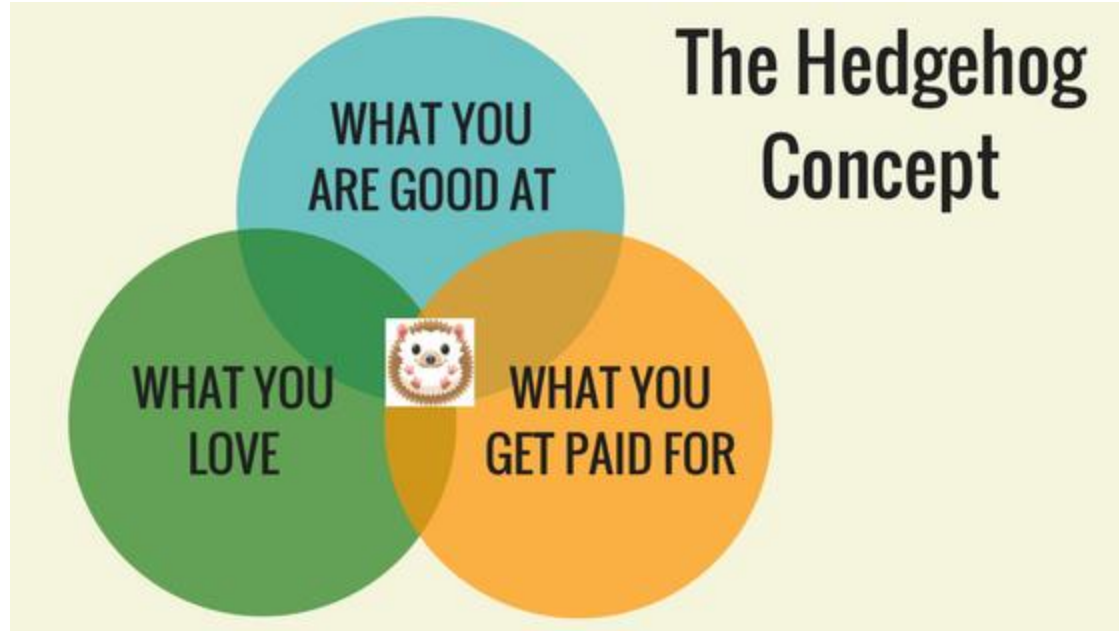 The Hedgehog
Concept
WHAT YOU
ARE GOOD AT
WHAT YOU
LOVE
WHAT YOU
GET PAID FOR